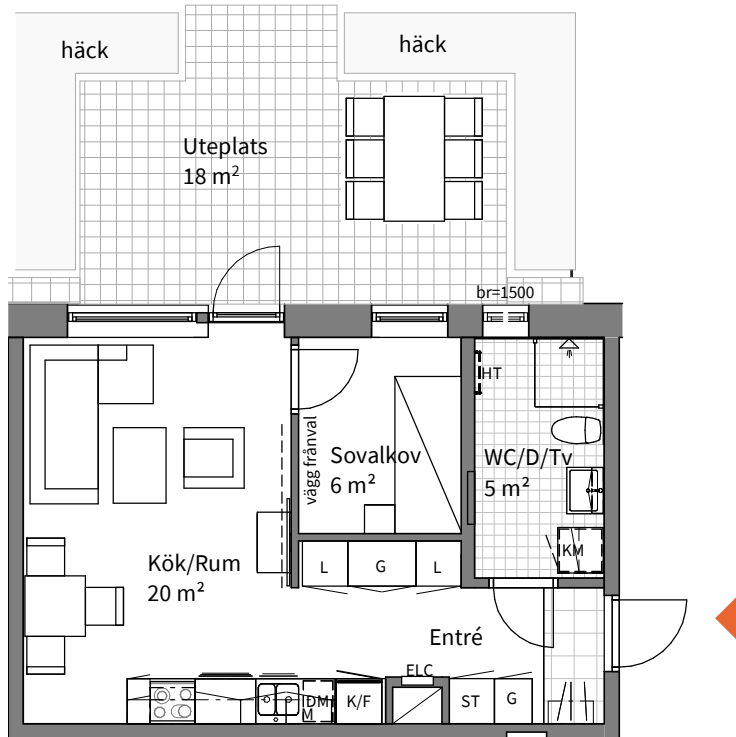 häck
häck
Uteplats
18 m²
br=1500
HT
Sovalkov
6 m²
vägg frånval
WC/D/Tv
5 m²
KM
Kök/Rum
20 m²
L
G
L
Entré
ELC
DM
M
K/F
ST
G